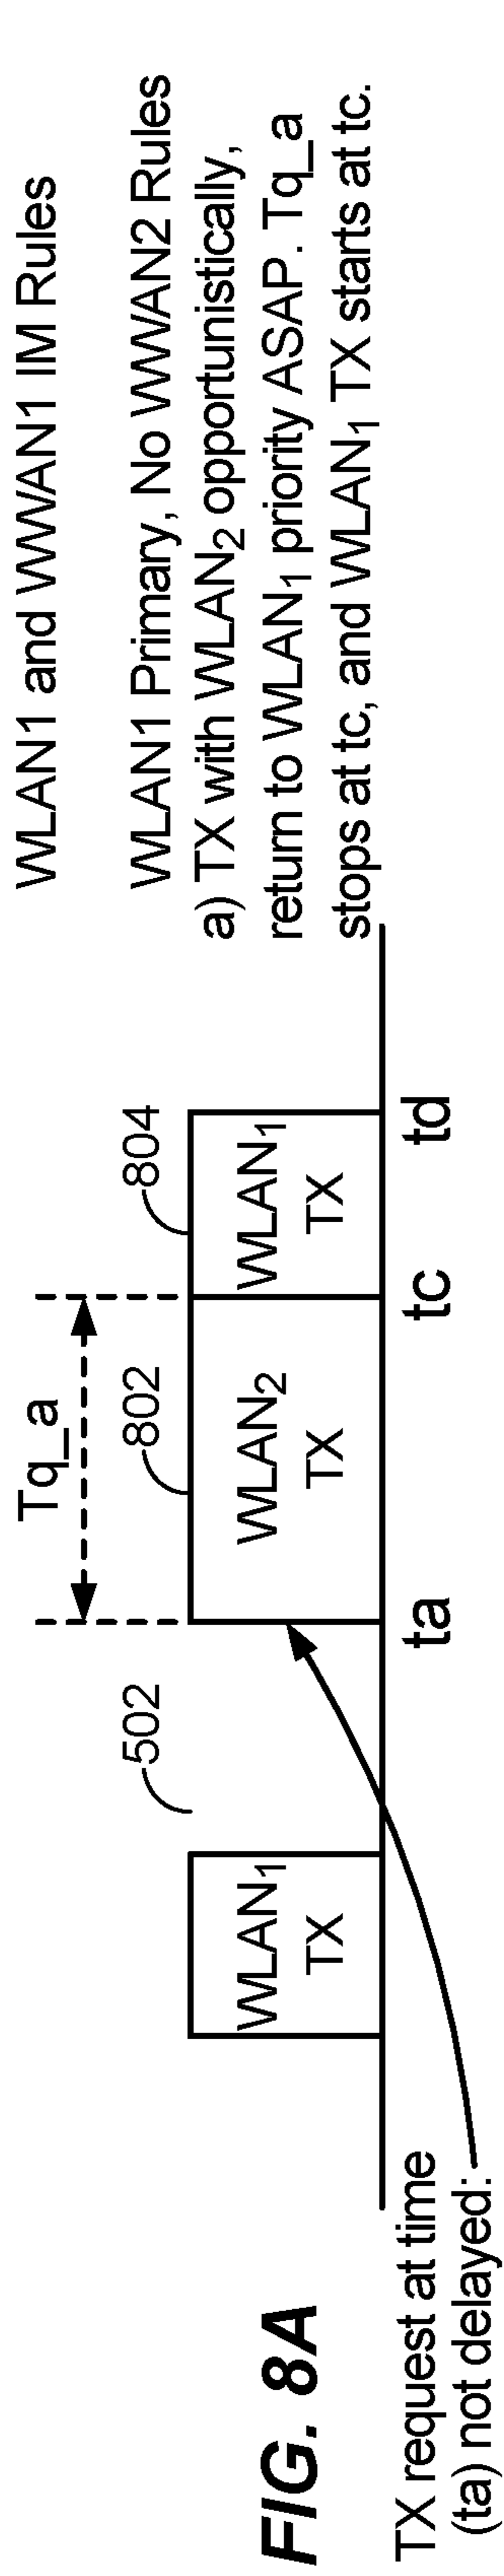 WLAN1 and WWAN1 IM Rules
WLAN1 Primary, No WWAN2 Rules
a) TX with WLAN₂ opportunistically,
return to WLAN₁ priority ASAP. Tq_a
stops at tc, and WLAN₁ TX starts at tc.
Tq_a
502
802
804
WLAN₁
TX
WLAN₂
TX
WLAN₁
TX
ta
tc
td
FIG. 8A
TX request at time
(ta) not delayed: